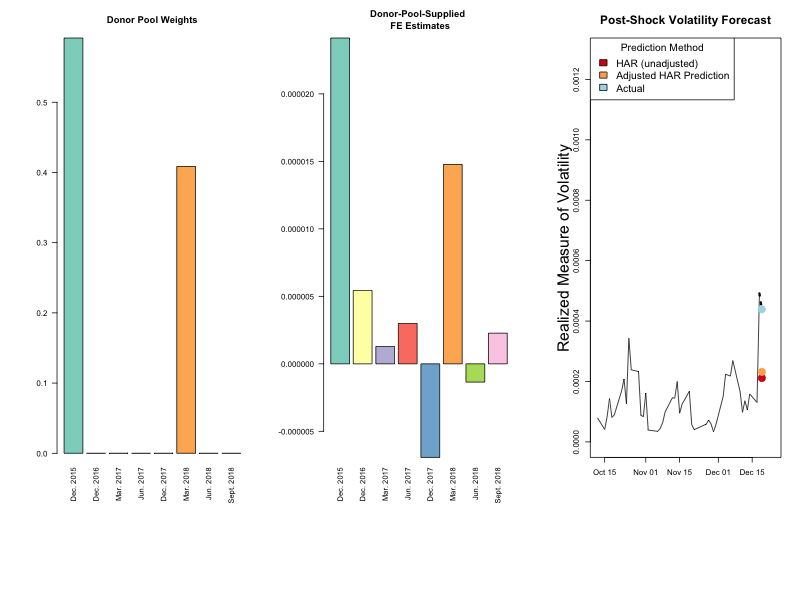 Donor Pool Weights
0.5
0.4
0.3
0.2
0.1
0.0
Dec. 2015
Dec. 2016
Mar. 2017
Jun. 2017
Dec. 2017
Mar. 2018
Jun. 2018
Sept. 2018
Donor-Pool-Supplied
FE Estimates
0.000020
0.000015
0.000010
0.000005
0.000000
-0.000005
Dec. 2015
Dec. 2016
Mar. 2017
Jun. 2017
Dec. 2017
Mar. 2018
Jun. 2018
Sept. 2018
Post-Shock Volatility Forecast
Prediction Method
HAR (unadjusted)
Adjusted HAR Prediction
Actual
Realized Measure of Volatility
0.0012
0.0010
0.0008
0.0006
0.0004
0.0002
0.0000
Oct 15
Nov 01
Nov 15
Dec 01
Dec 15